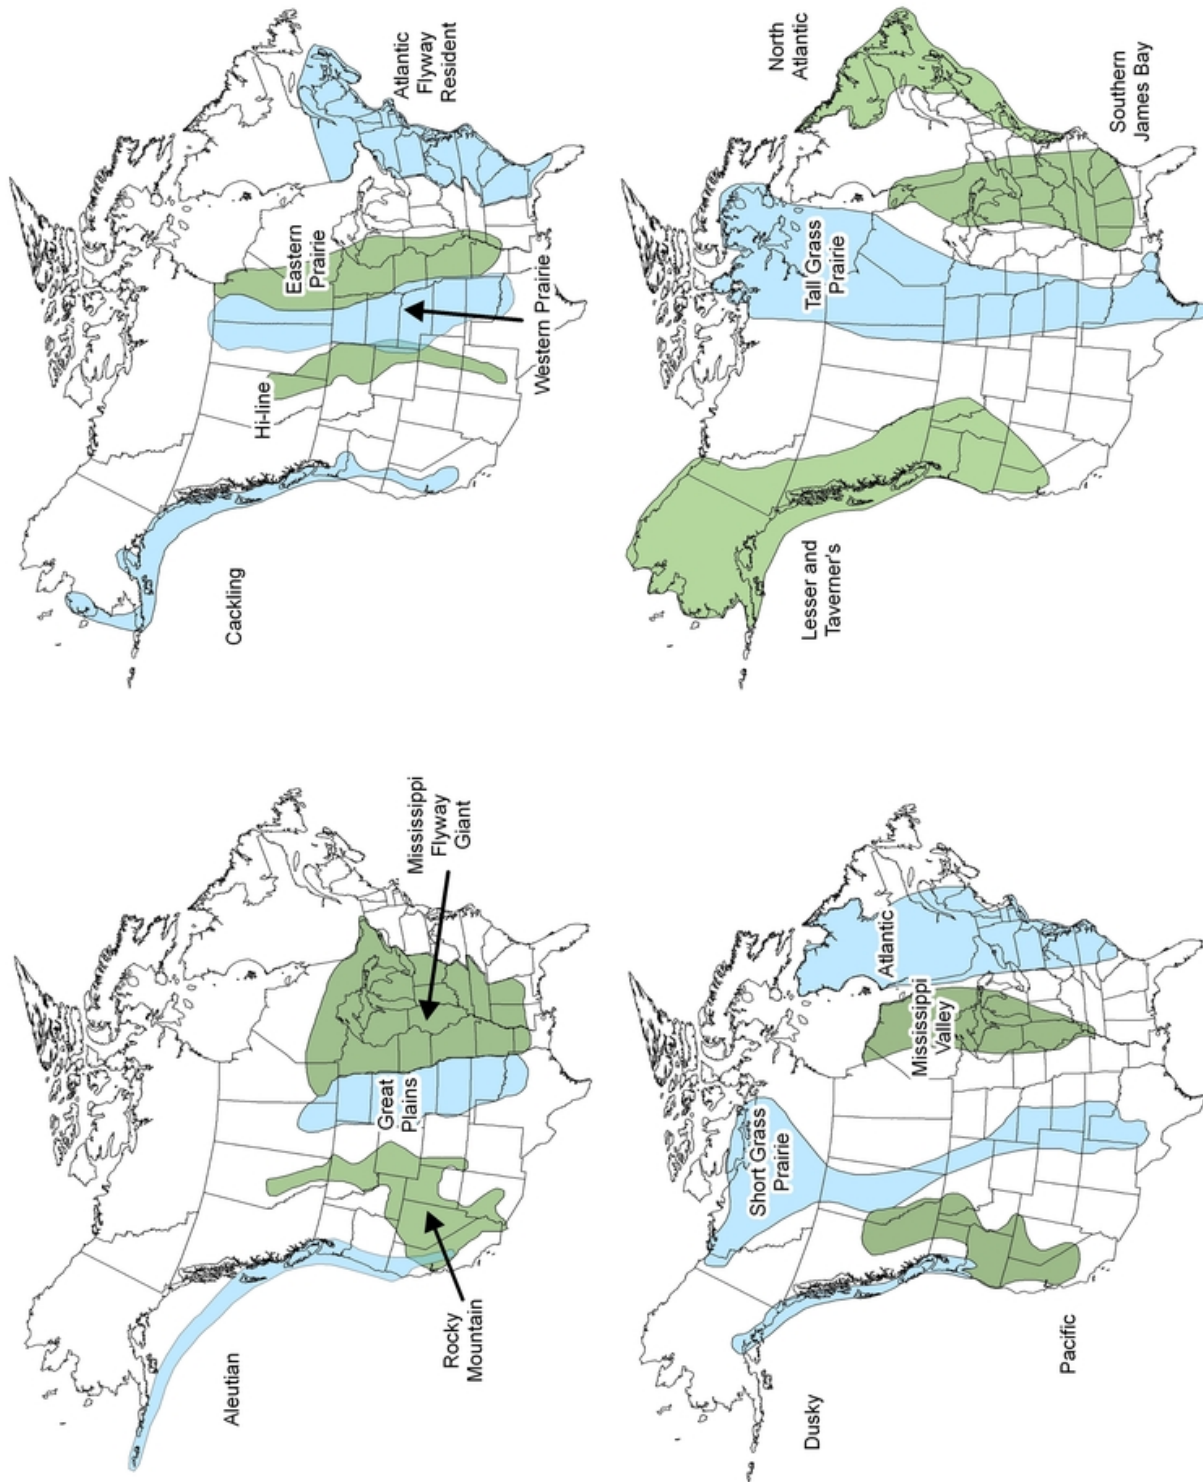 Aleutian
Rocky
Mountain
Great
Plains
Mississippi
Flyway
Giant
Cackling
Hi-line
Eastern
Prairie
Western Prairie
Atlantic
Flyway
Resident
Dusky
Pacific
Short Grass
Prairie
Mississippi
Valley
Atlantic
Lesser and
Taverner's
Tall Grass
Prairie
North
Atlantic
Southern
James Bay